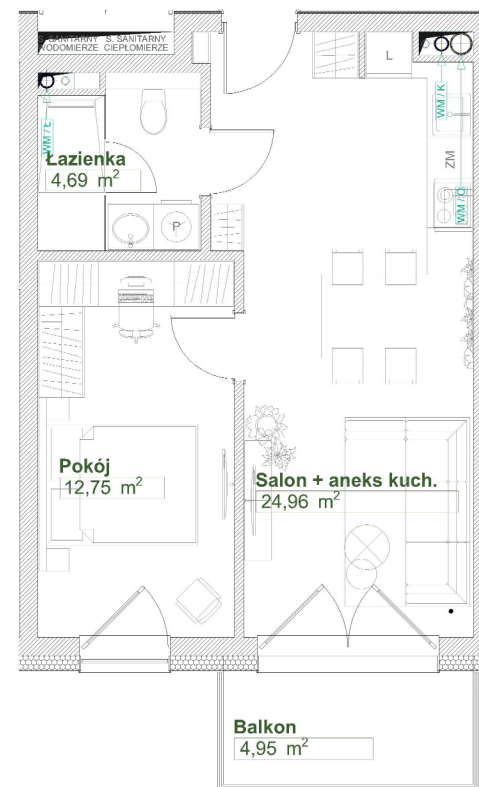 SANITARNY S. SANITARNY
WODOMIERZE CIEPŁOMIERZE
L
WM / K
WM / Ł
ZM
Łazienka
4,69 m²
WM / O
P
Pokój
12,75 m²
Salon + aneks kuch.
24,96 m²
Balkon
4,95 m²